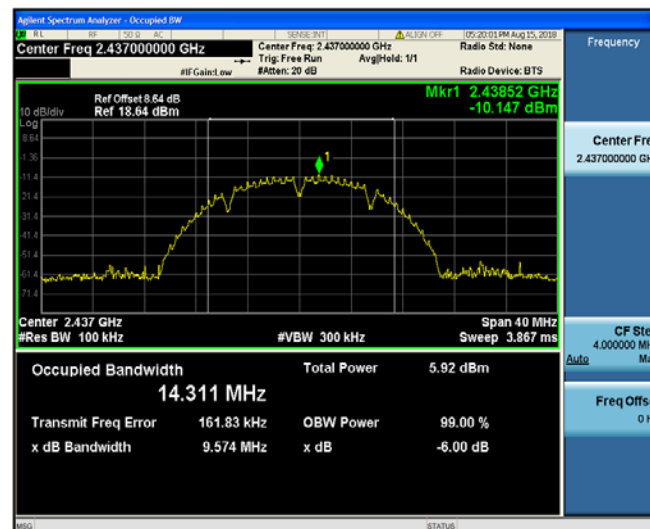 Agilent Spectrum Analyzer - Occupied BW
RL RF 50 Ω AC SENSE:INT ALIGN OFF 05:20:01 PM Aug 15, 2018
Center Freq 2.437000000 GHz
Center Freq: 2.437000000 GHz
Radio Std: None
Trig: Free Run Avg|Hold: 1/1
#IFGain:Low #Atten: 20 dB Radio Device: BTS
Frequency
Mkr1 2.43852 GHz
-10.147 dBm
Ref Offset 8.64 dB
10 dB/div Ref 18.64 dBm
Log
8.64
-1.36
-11.4
-21.4
-31.4
-41.4
-51.4
-61.4
-71.4
1
Center 2.437 GHz Span 40 MHz
#Res BW 100 kHz #VBW 300 kHz Sweep 3.867 ms
Occupied Bandwidth Total Power 5.92 dBm
14.311 MHz
Transmit Freq Error 161.83 kHz OBW Power 99.00 %
x dB Bandwidth 9.574 MHz x dB -6.00 dB
Center Fre
2.437000000 GH
CF Ste
4.000000 MH
Auto Ma
Freq Offs
0 H
MSG STATUS